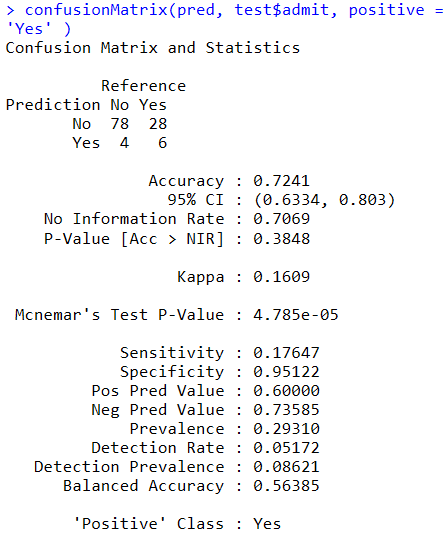 > confusionMatrix(pred, test$admit, positive =
'Yes' )
Confusion Matrix and Statistics
Reference
Prediction No Yes
No 78 28
Yes 4 6
Accuracy : 0.7241
95% CI : (0.6334, 0.803)
No Information Rate : 0.7069
P-Value [Acc > NIR] : 0.3848
Kappa : 0.1609
Mcnemar's Test P-Value : 4.785e-05
Sensitivity : 0.17647
Specificity : 0.95122
Pos Pred Value : 0.60000
Neg Pred Value : 0.73585
Prevalence : 0.29310
Detection Rate : 0.05172
Detection Prevalence : 0.08621
Balanced Accuracy : 0.56385
'Positive' Class : Yes